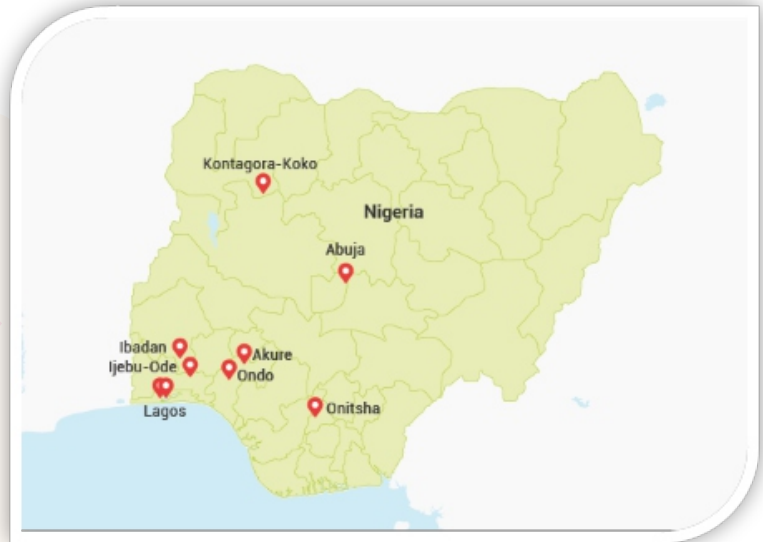 Kontagora-Koko
Nigeria
Abuja
Ibadan
Akure
Ijebu-Ode
Ondo
Lagos
Onitsha